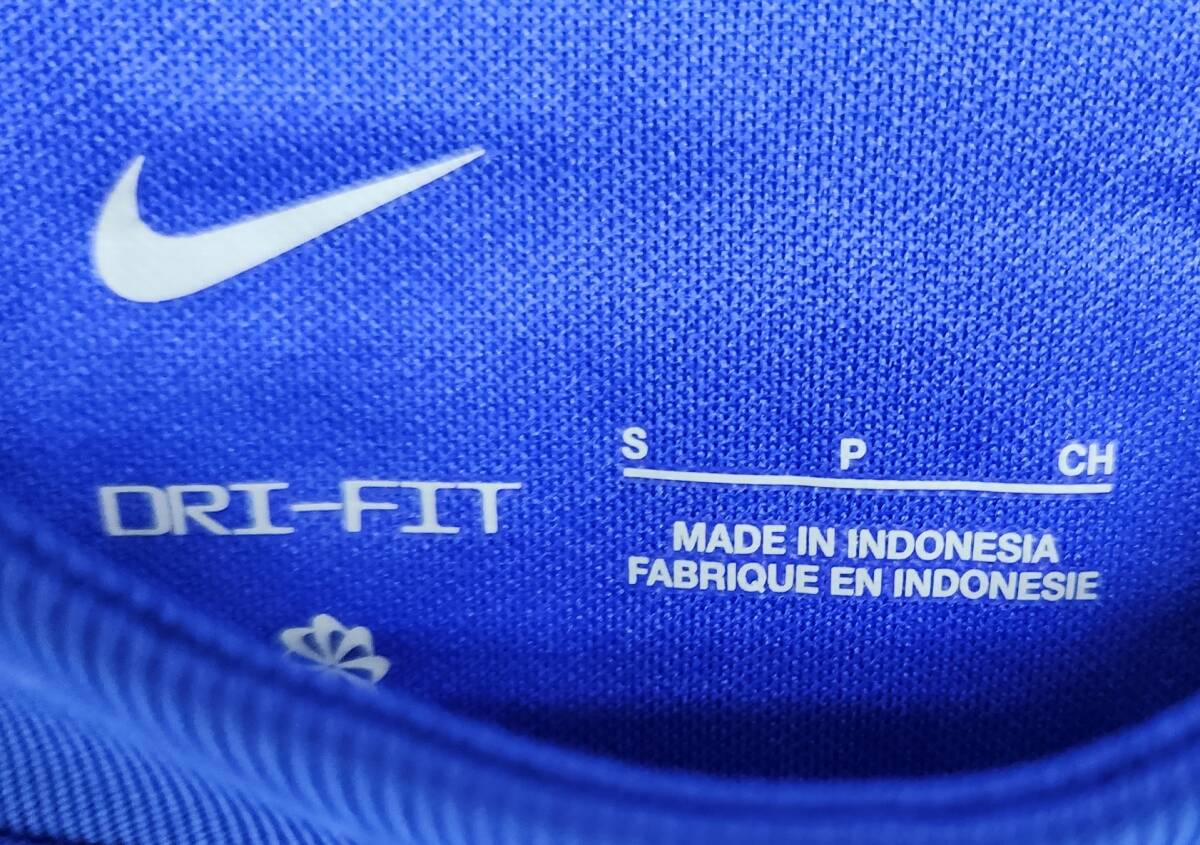 DRI-FIT
S P CH
MADE IN INDONESIA
FABRIQUE EN INDONESIE